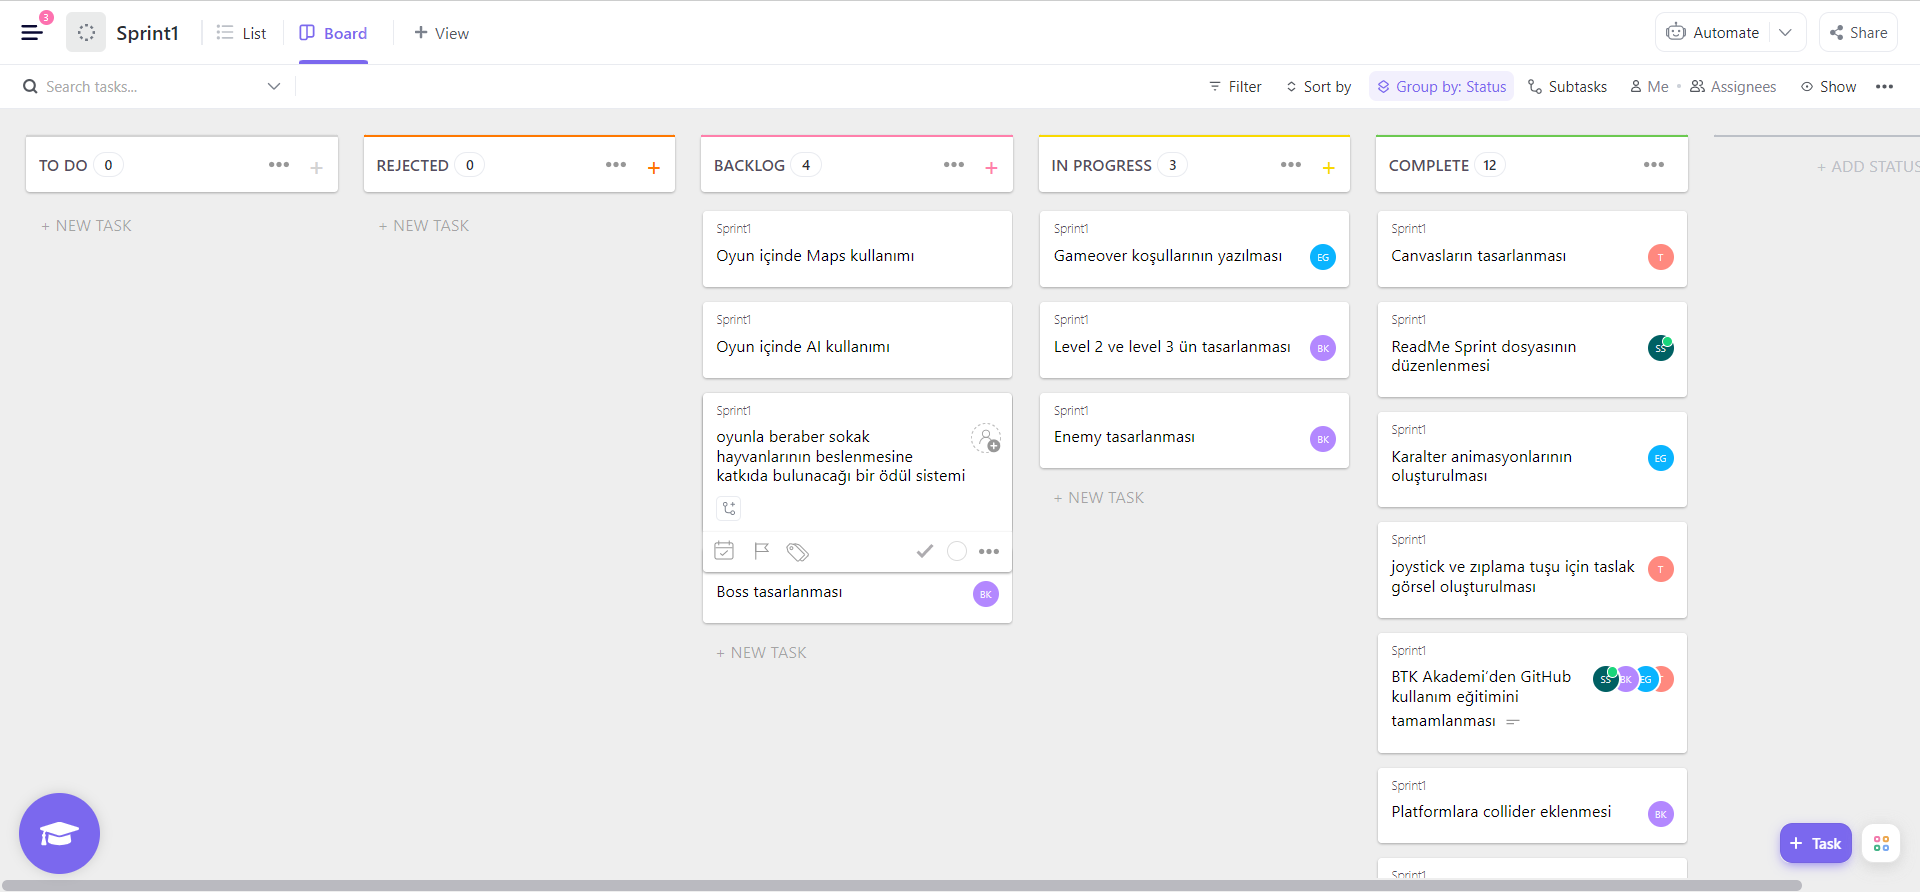 3
Sprint1
List
Board
+ View
Automate
Share
Search tasks...
Filter
Sort by
Group by: Status
Subtasks
Me
Assignees
Show
TO DO 0
+ NEW TASK
REJECTED 0
+ NEW TASK
BACKLOG 4
Sprint1
Oyun içinde Maps kullanımı
Sprint1
Oyun içinde AI kullanımı
Sprint1
oyunla beraber sokak
hayvanlarının beslenmesine
katkıda bulunacağı bir ödül sistemi
Boss tasarlanması
BK
+ NEW TASK
IN PROGRESS 3
Sprint1
Gameover koşullarının yazılması
EG
Sprint1
Level 2 ve level 3 ün tasarlanması
BK
Sprint1
Enemy tasarlanması
BK
+ NEW TASK
COMPLETE 12
Sprint1
Canvasların tasarlanması
T
Sprint1
ReadMe Sprint dosyasının
düzenlenmesi
SS
Sprint1
Karalter animasyonlarının
oluşturulması
EG
Sprint1
joystick ve zıplama tuşu için taslak
görsel oluşturulması
T
Sprint1
BTK Akademi'den GitHub
kullanım eğitimini
tamamlanması
SS BK EG T
Sprint1
Platformlara collider eklenmesi
BK
Sprint1
+ ADD STATUS
+ Task